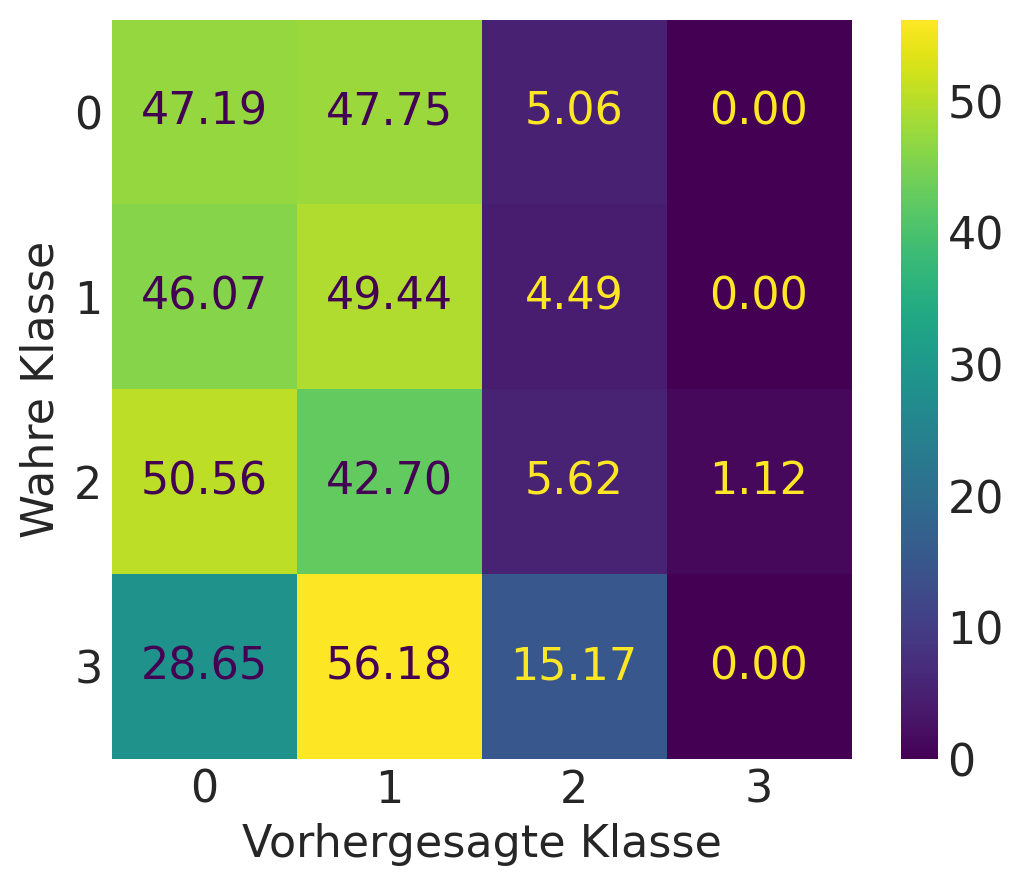 0 47.19 47.75 5.06 0.00
1 46.07 49.44 4.49 0.00
2 50.56 42.70 5.62 1.12
3 28.65 56.18 15.17 0.00
0 1 2 3
Vorhergesagte Klasse
Wahre Klasse
50
40
30
20
10
0